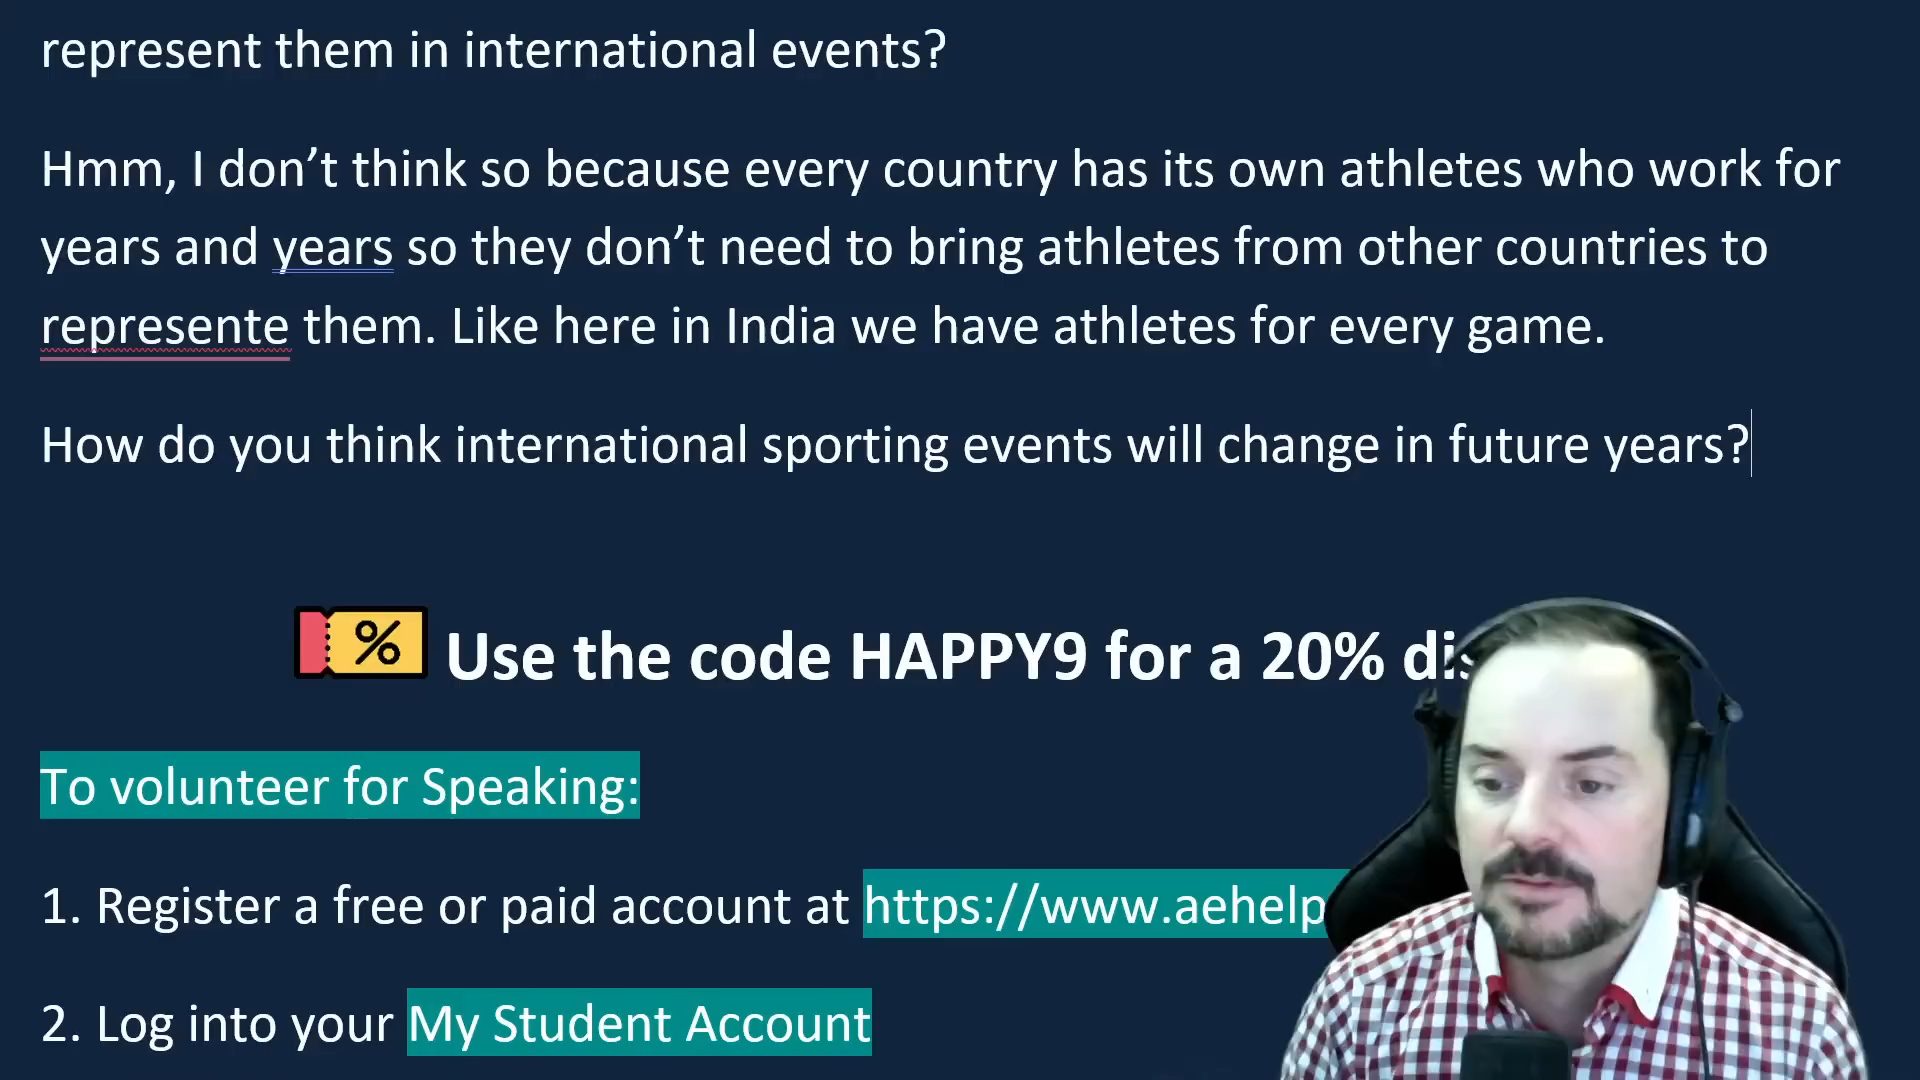 represent them in international events?
Hmm, I don’t think so because every country has its own athletes who work for
years and years so they don’t need to bring athletes from other countries to
represente them. Like here in India we have athletes for every game.
How do you think international sporting events will change in future years?
% Use the code HAPPY9 for a 20%
To volunteer for Speaking:
1. Register a free or paid account at https://www.aehelp
2. Log into your My Student Account